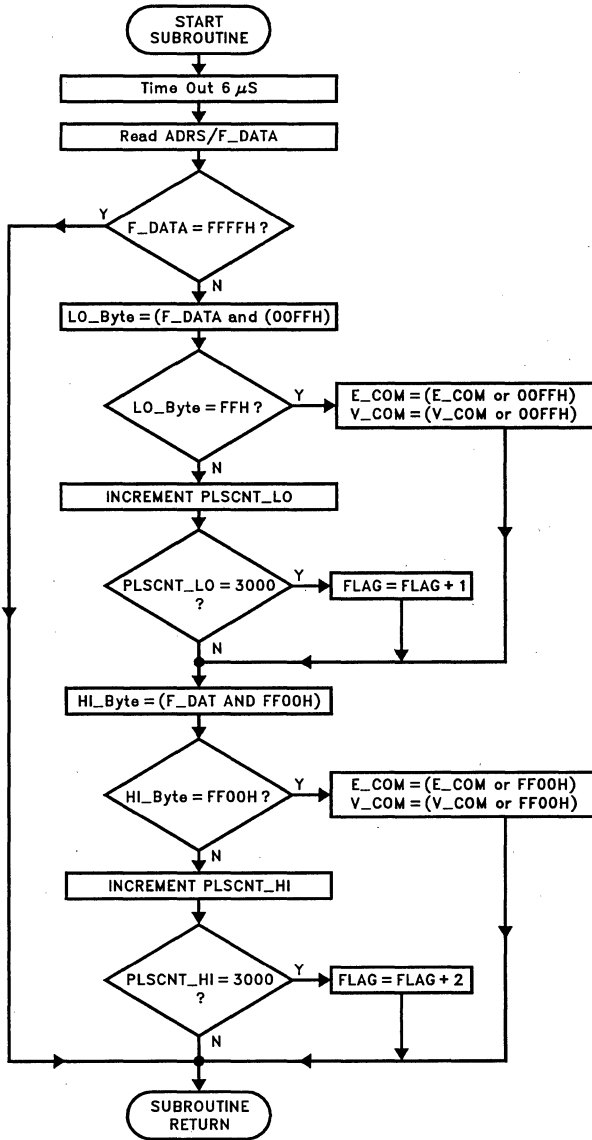 START
SUBROUTINE
Time Out 6 μS
Read ADRS/F_DATA
F_DATA = FFFFH ?
Y
N
LO_Byte = (F_DATA and (00FFH)
LO_Byte = FFH ?
Y
E_COM = (E_COM or 00FFH)
V_COM = (V_COM or 00FFH)
N
INCREMENT PLSCNT_LO
PLSCNT_LO = 3000
?
Y
FLAG = FLAG + 1
N
HI_Byte = (F_DAT AND FF00H)
HI_Byte = FF00H ?
Y
E_COM = (E_COM or FF00H)
V_COM = (V_COM or FF00H)
N
INCREMENT PLSCNT_HI
PLSCNT_HI = 3000
?
Y
FLAG = FLAG + 2
N
SUBROUTINE
RETURN